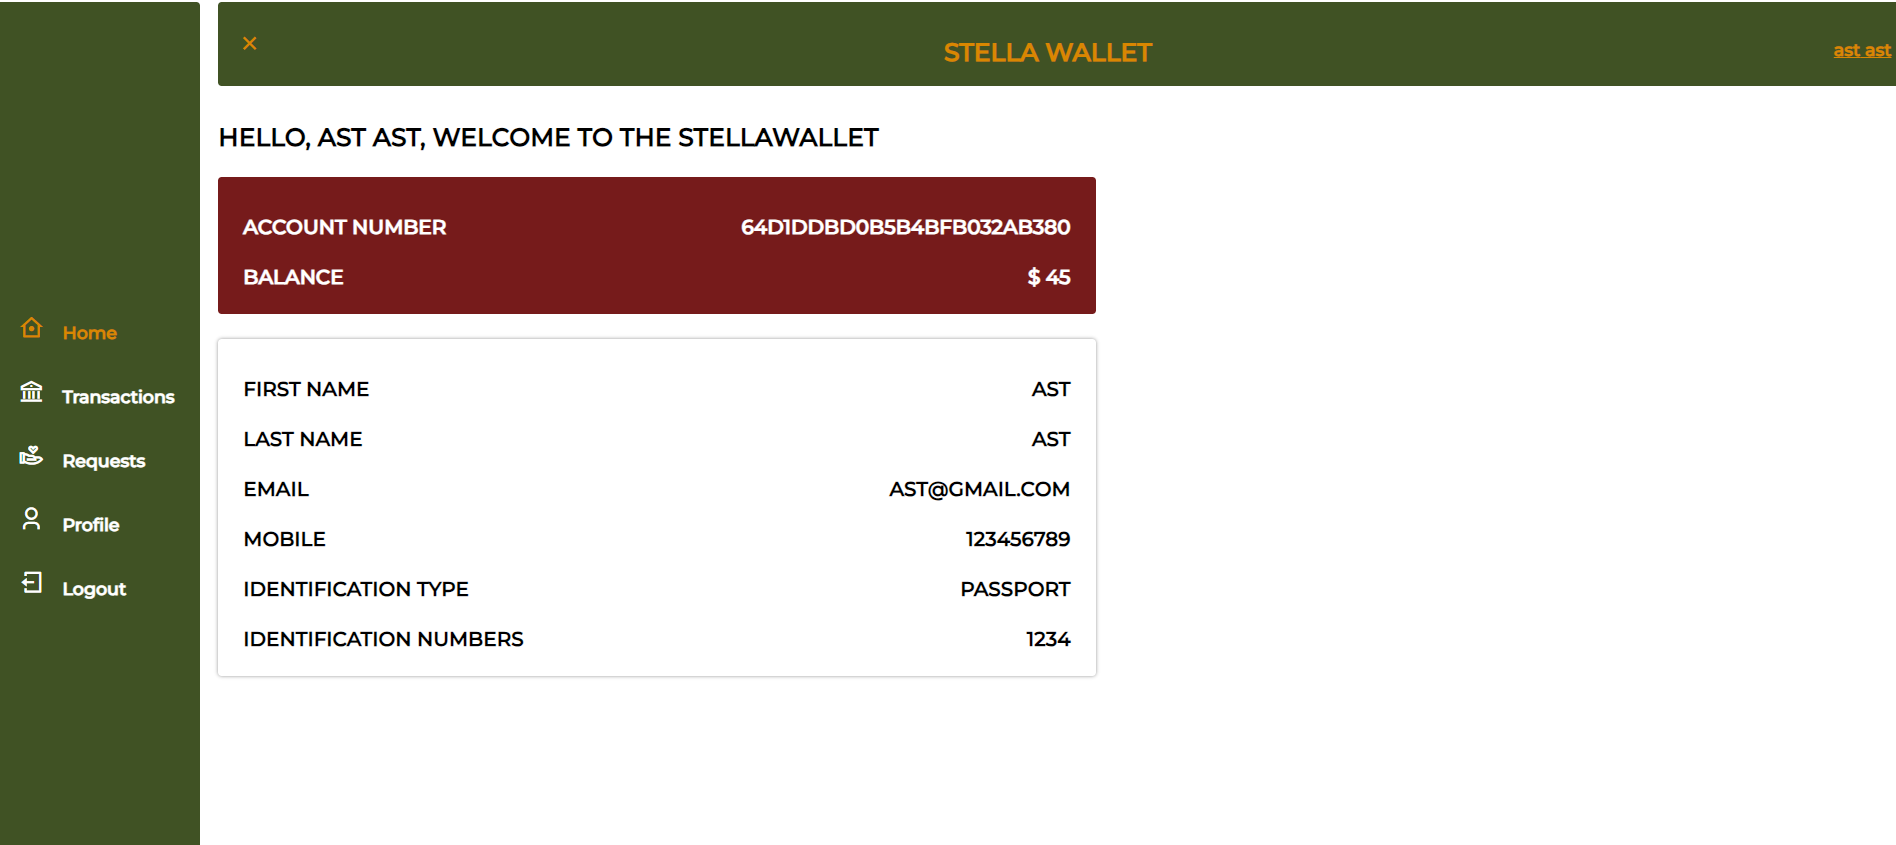 STELLA WALLET
ast ast
HELLO, AST AST, WELCOME TO THE STELLAWALLET
ACCOUNT NUMBER 64D1DDBD0B5B4BFB032AB380
BALANCE $ 45
Home
Transactions
Requests
Profile
Logout
FIRST NAME AST
LAST NAME AST
EMAIL AST@GMAIL.COM
MOBILE 123456789
IDENTIFICATION TYPE PASSPORT
IDENTIFICATION NUMBERS 1234